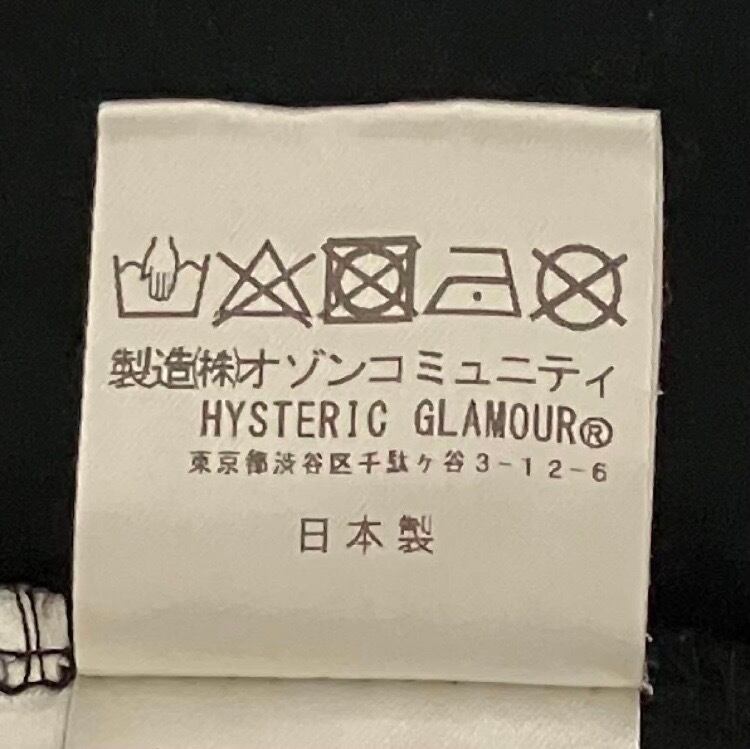 製造㈱オゾンコミュニティ
HYSTERIC GLAMOUR®
東京都渋谷区千駄ケ谷3-12-6
日本製